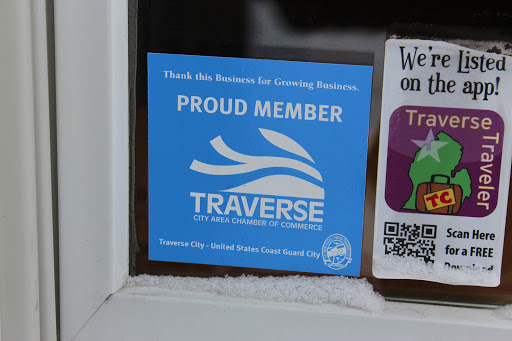 Thank this Business for Growing Business.
PROUD MEMBER
TRAVERSE
CITY AREA CHAMBER OF COMMERCE
Traverse City - United States Coast Guard City
We're Listed
on the app!
Traverse
Traveler
TC
Scan Here
for a FREE
Download